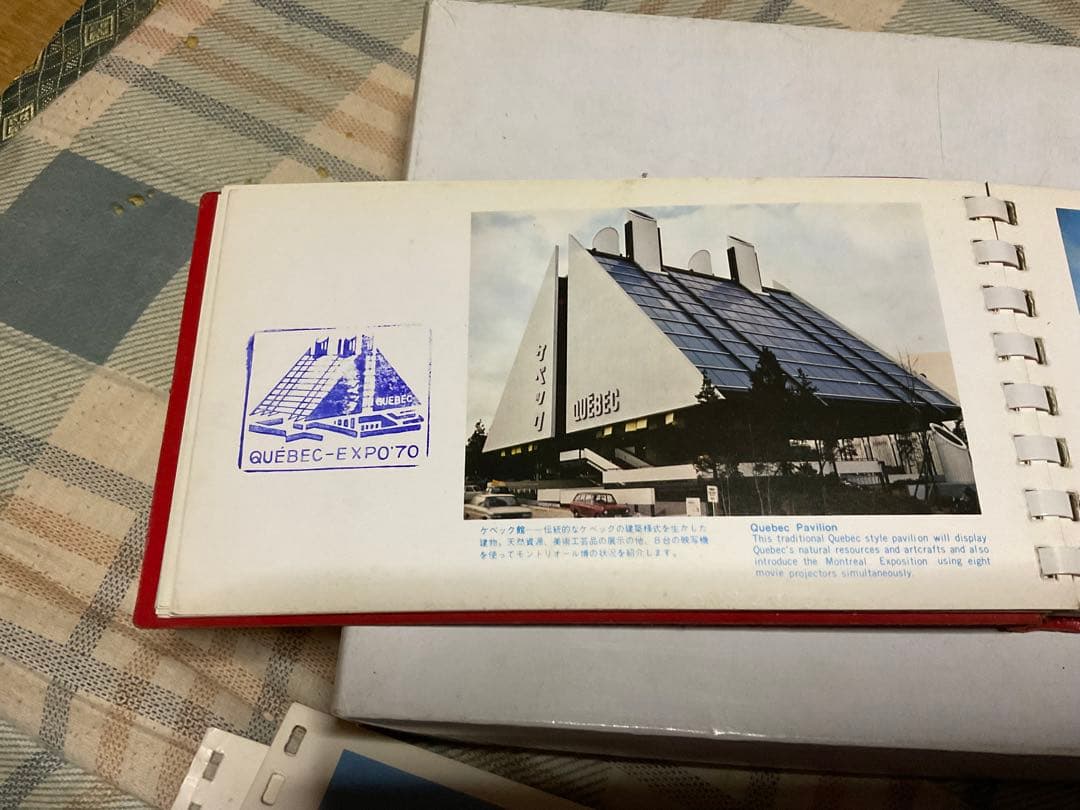 QUÉBEC
QUÉBEC-EXPO'70
ケベック
QUÉBEC
ケベック館——伝統的なケベックの建築様式を生かした
建物。天然資源、美術工芸品の展示の他、8台の映写機
を使ってモントリオール博の状況を紹介します。
Quebec Pavilion
This traditional Quebec style pavilion will display
Quebec's natural resources and artcrafts and also
introduce the Montreal Exposition using eight
movie projectors simultaneously.